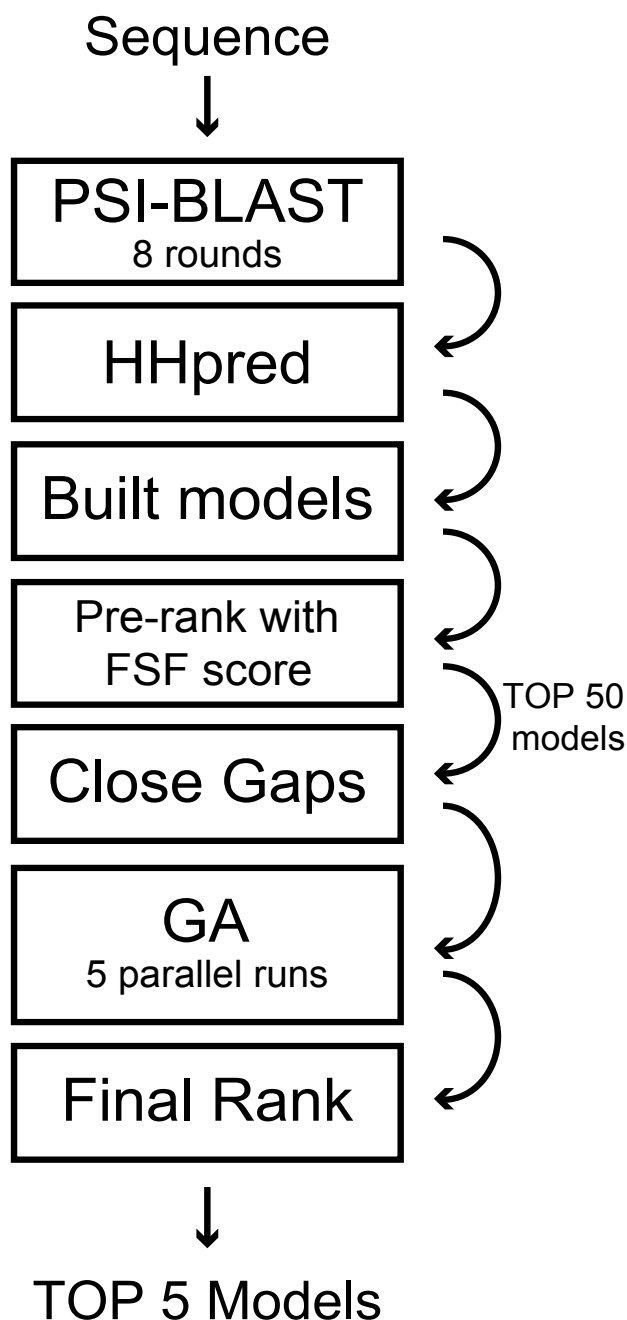 Sequence
PSI-BLAST
8 rounds
HHpred
Built models
Pre-rank with
FSF score
TOP 50
models
Close Gaps
GA
5 parallel runs
Final Rank
TOP 5 Models